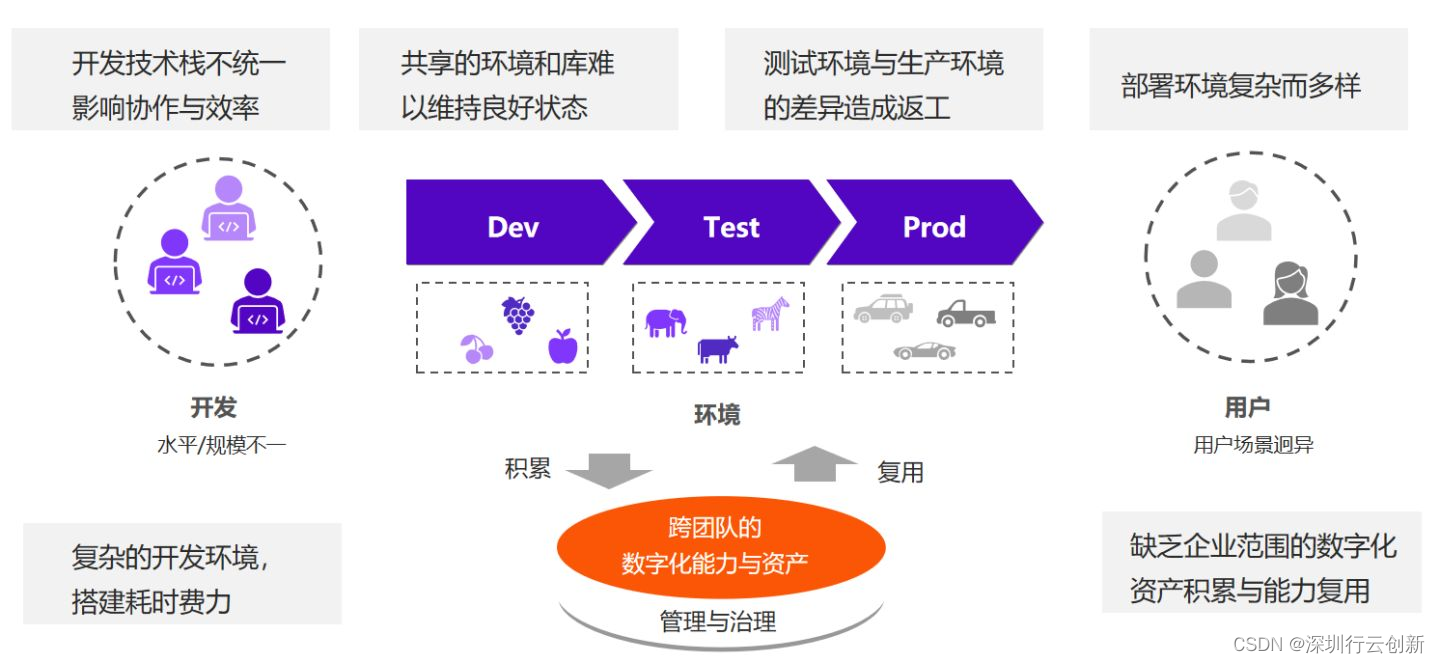 开发技术栈不统一
影响协作与效率
共享的环境和库难
以维持良好状态
测试环境与生产环境
的差异造成返工
部署环境复杂而多样
</>
</>
</>
Dev
Test
Prod
开发
水平/规模不一
环境
用户
用户场景迥异
积累
复用
跨团队的
数字化能力与资产
管理与治理
复杂的开发环境，
搭建耗时费力
缺乏企业范围的数字化
资产积累与能力复用
CSDN @深圳行云创新